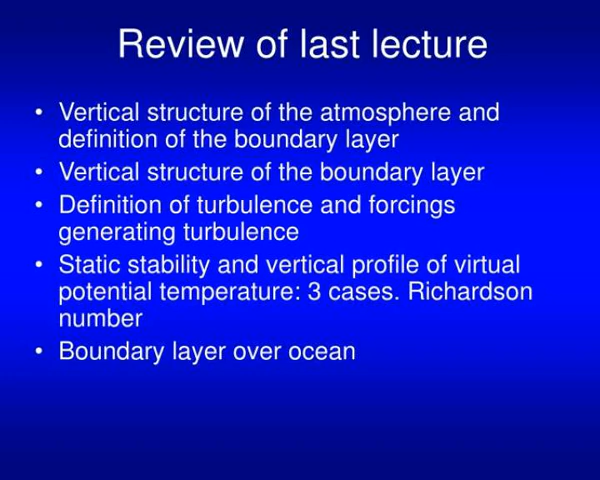 Review of last lecture
• Vertical structure of the atmosphere and
definition of the boundary layer
• Vertical structure of the boundary layer
• Definition of turbulence and forcings
generating turbulence
• Static stability and vertical profile of virtual
potential temperature: 3 cases. Richardson
number
• Boundary layer over ocean